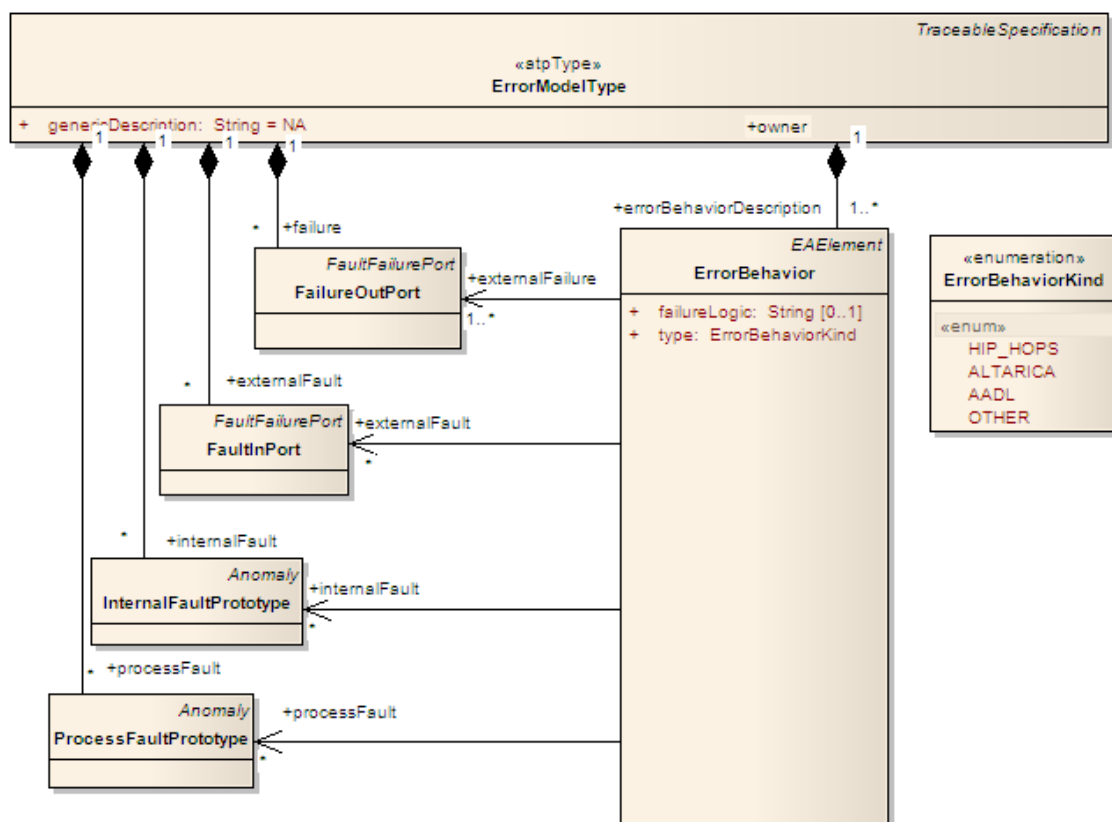 TraceableSpecification
«atpType»
ErrorModelType
+ genericDescription: String = NA
+owner
1
1
1
1
1
+failure
*
+errorBehaviorDescription
1..*
FaultFailurePort
FailureOutPort
+externalFailure
1..*
EAElement
ErrorBehavior
+ failureLogic: String [0..1]
+ type: ErrorBehaviorKind
«enumeration»
ErrorBehaviorKind
«enum»
HIP_HOPS
ALTARICA
AADL
OTHER
+externalFault
*
FaultFailurePort
FaultInPort
+externalFault
*
+internalFault
*
Anomaly
InternalFaultPrototype
+internalFault
*
+processFault
*
Anomaly
ProcessFaultPrototype
+processFault
*